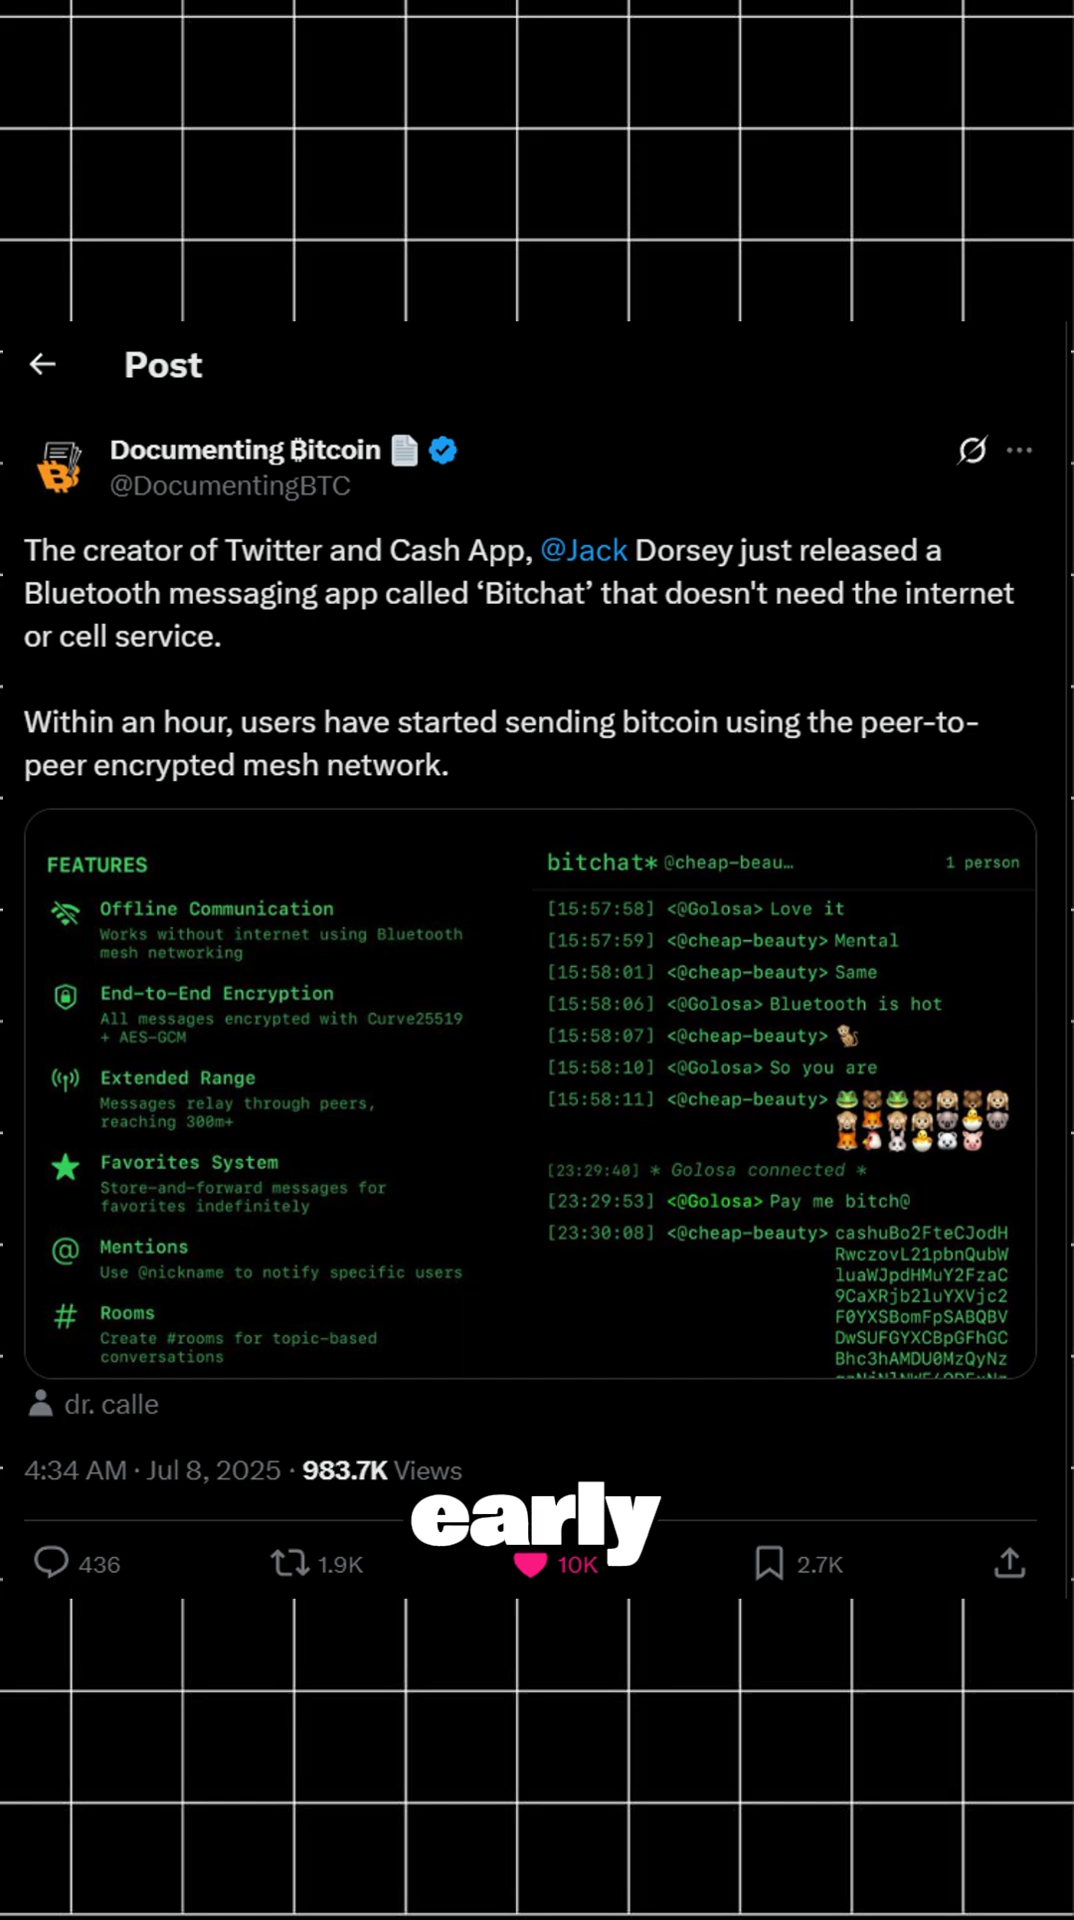 Post
Documenting ₿itcoin
@DocumentingBTC
The creator of Twitter and Cash App, @Jack Dorsey just released a
Bluetooth messaging app called ‘Bitchat’ that doesn't need the internet
or cell service.
Within an hour, users have started sending bitcoin using the peer-to-
peer encrypted mesh network.
FEATURES
Offline Communication
Works without internet using Bluetooth
mesh networking
End-to-End Encryption
All messages encrypted with Curve25519
+ AES-GCM
Extended Range
Messages relay through peers,
reaching 300m+
Favorites System
Store-and-forward messages for
favorites indefinitely
@
Mentions
Use @nickname to notify specific users
#
Rooms
Create #rooms for topic-based
conversations
bitchat* @cheap-beau… 1 person
[15:57:58] <@Golosa> Love it
[15:57:59] <@cheap-beauty> Mental
[15:58:01] <@cheap-beauty> Same
[15:58:06] <@Golosa> Bluetooth is hot
[15:58:07] <@cheap-beauty> 🐒
[15:58:10] <@Golosa> So you are
[15:58:11] <@cheap-beauty>
[23:29:40] * Golosa connected *
[23:29:53] <@Golosa> Pay me bitch@
[23:30:08] <@cheap-beauty> cashuBo2FteCJodH
RwczovL21pbnQubW
luaWJpdHMuY2FzaC
9CaXRjb2luYXVjc2
F0YXSBomFpSABQBV
DwSUFGYXCBpGFhGC
Bhc3hAMDU0MzQyNz
dr. calle
4:34 AM · Jul 8, 2025 · 983.7K Views
early
436 1.9K 10K 2.7K